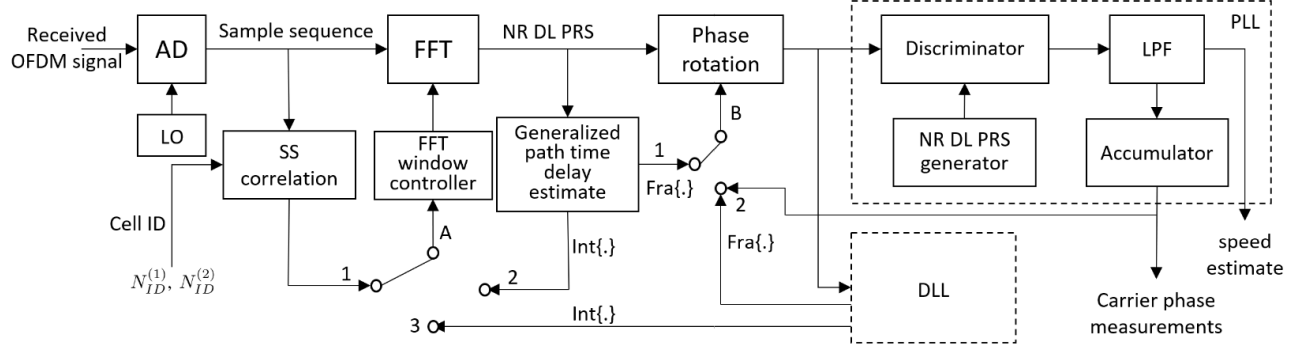 Received
OFDM signal
AD
Sample sequence
FFT
NR DL PRS
Phase
rotation
Discriminator
LPF
PLL
LO
SS
correlation
FFT
window
controller
Generalized
path time
delay
estimate
1
Fra{.}
B
NR DL PRS
generator
Accumulator
2
Cell ID
A
Int{.}
Fra{.}
speed
estimate
N_{ID}^{(1)}, N_{ID}^{(2)}
1
2
DLL
Int{.}
3
Carrier phase
measurements